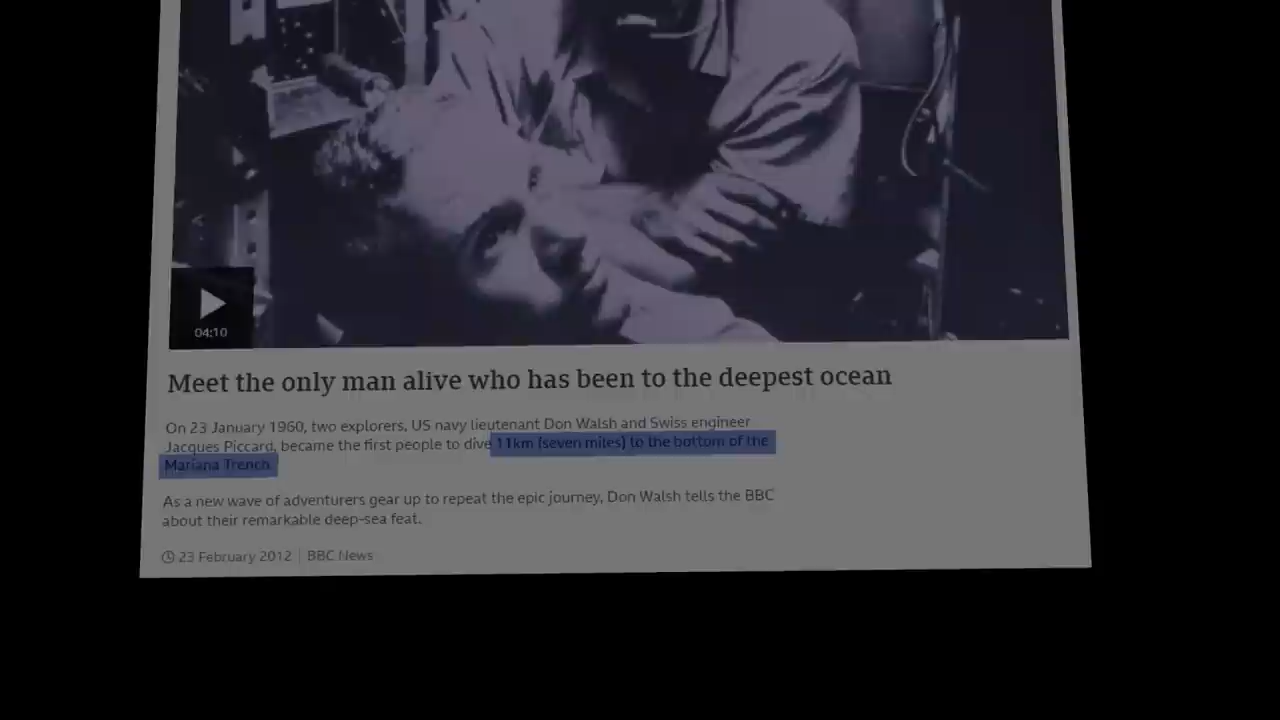 04:10
Meet the only man alive who has been to the deepest ocean
On 23 January 1960, two explorers, US navy lieutenant Don Walsh and Swiss engineer
Jacques Piccard, became the first people to dive 11km (seven miles) to the bottom of the
Mariana Trench.
As a new wave of adventurers gear up to repeat the epic journey, Don Walsh tells the BBC
about their remarkable deep-sea feat.
23 February 2012 | BBC News